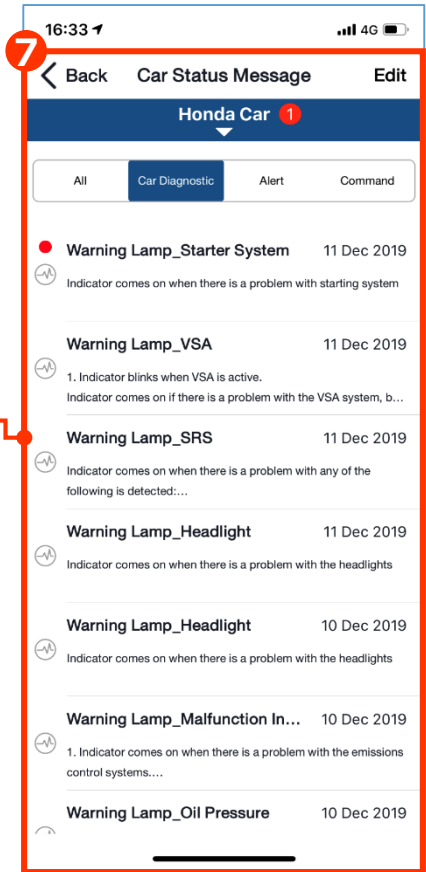 16:33
4G
7
Back Car Status Message Edit
Honda Car 1
All Car Diagnostic Alert Command
Warning Lamp_Starter System 11 Dec 2019
Indicator comes on when there is a problem with starting system
Warning Lamp_VSA 11 Dec 2019
1. Indicator blinks when VSA is active.
Indicator comes on if there is a problem with the VSA system, b...
Warning Lamp_SRS 11 Dec 2019
Indicator comes on when there is a problem with any of the
following is detected:...
Warning Lamp_Headlight 11 Dec 2019
Indicator comes on when there is a problem with the headlights
Warning Lamp_Headlight 10 Dec 2019
Indicator comes on when there is a problem with the headlights
Warning Lamp_Malfunction In... 10 Dec 2019
1. Indicator comes on when there is a problem with the emissions
control systems....
Warning Lamp_Oil Pressure 10 Dec 2019